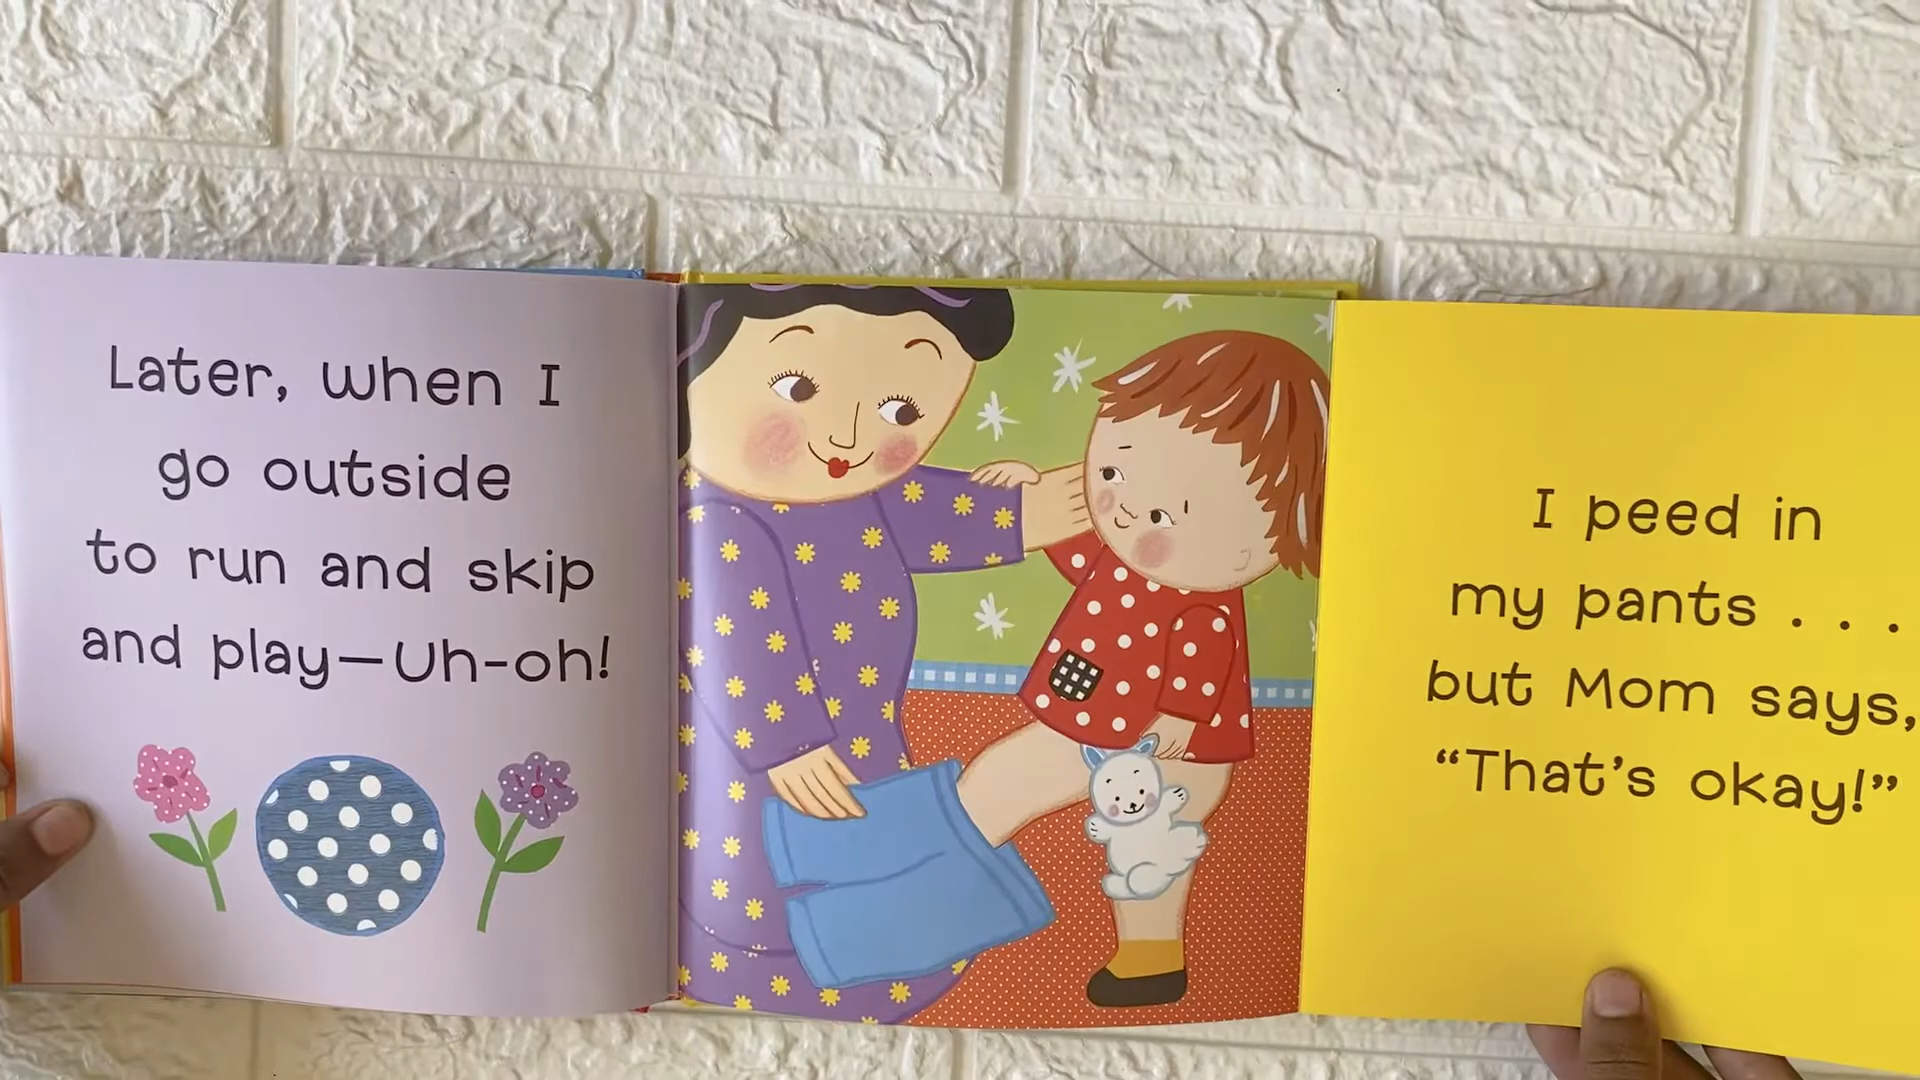 Later, when I
go outside
to run and skip
and play—Uh-oh!
I peed in
my pants . . .
but Mom says,
“That’s okay!”